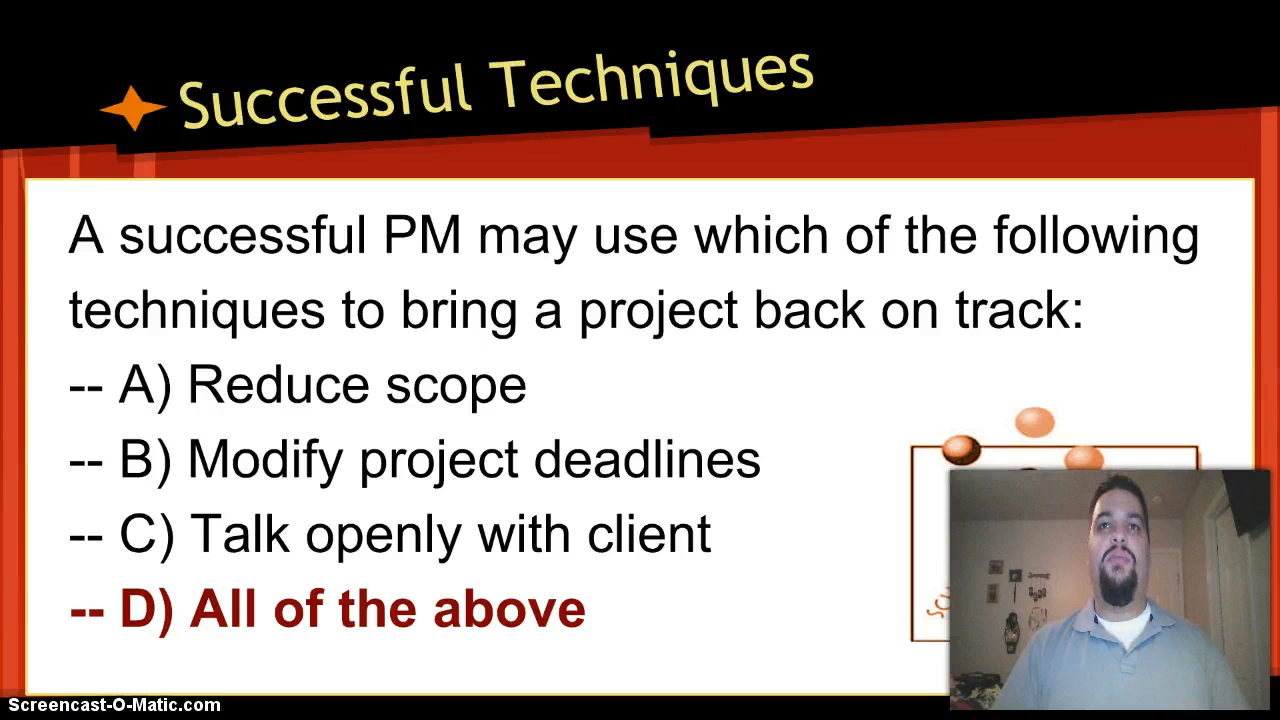 Successful Techniques
A successful PM may use which of the following
techniques to bring a project back on track:
-- A) Reduce scope
-- B) Modify project deadlines
-- C) Talk openly with client
-- D) All of the above
Screencast-O-Matic.com